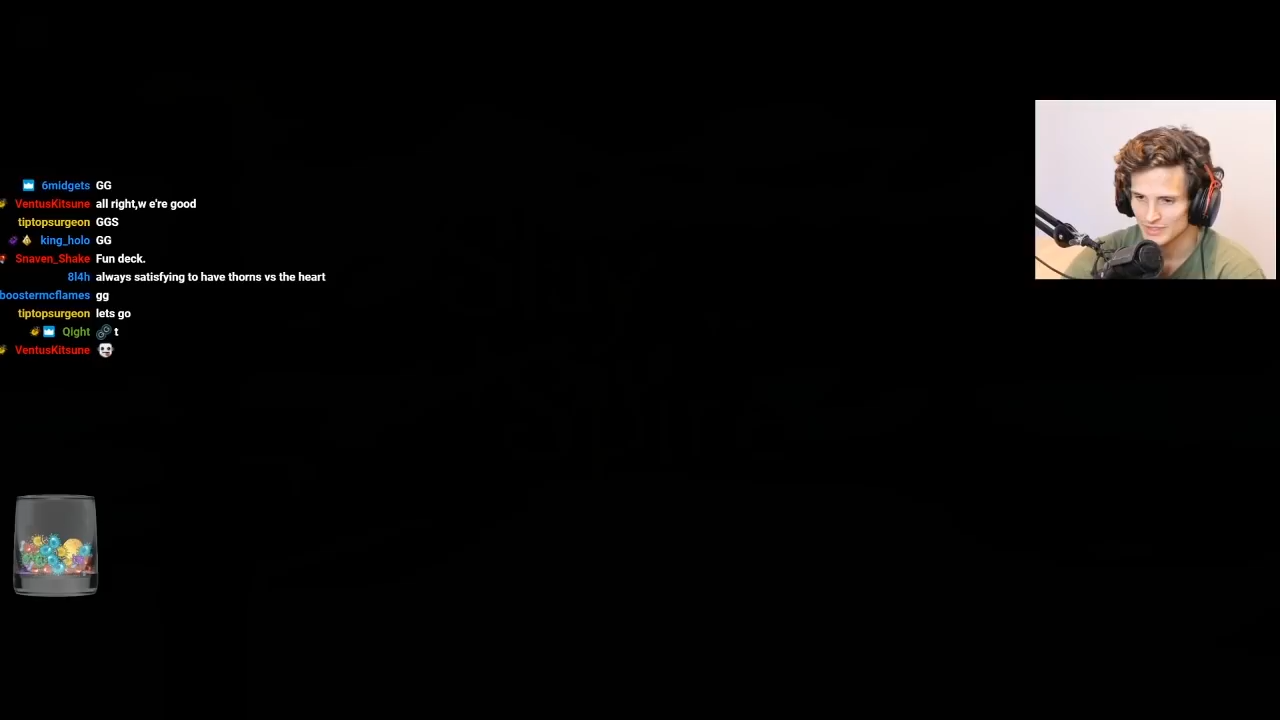 6midgets GG
VentusKitsune all right,w e're good
tiptopsurgeon GGS
king_holo GG
Snaven_Shake Fun deck.
8l4h always satisfying to have thorns vs the heart
boostermcflames gg
tiptopsurgeon lets go
Qight t
VentusKitsune